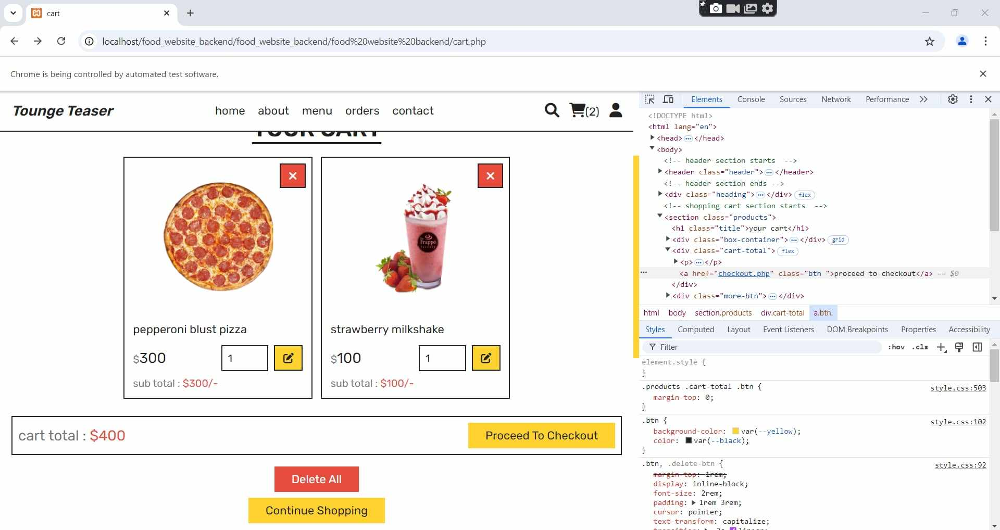 cart
localhost/food_website_backend/food_website_backend/food%20website%20backend/cart.php
Chrome is being controlled by automated test software.
Tounge Teaser
home about menu orders contact
(2)
YOUR CART
pepperoni blust pizza
$300 1
sub total : $300/-
Frappé
strawberry milkshake
$100 1
sub total : $100/-
cart total : $400
Proceed To Checkout
Delete All
Continue Shopping
Elements Console Sources Network Performance
<!DOCTYPE html>
<html lang="en">
<head> ••• </head>
<body>
<!-- header section starts  -->
<header class="header"> ••• </header>
<!-- header section ends -->
<div class="heading"> ••• </div> flex
<!-- shopping cart section starts  -->
<section class="products">
<h1 class="title">your cart</h1>
<div class="box-container"> ••• </div> grid
<div class="cart-total"> flex
<p> ••• </p>
<a href="checkout.php" class="btn ">proceed to checkout</a> == $0
</div>
<div class="more-btn"> ••• </div>
html body section.products div.cart-total a.btn.
Styles Computed Layout Event Listeners DOM Breakpoints Properties Accessibility
Filter :hov .cls
element.style {
}
.products .cart-total .btn { style.css:503
margin-top: 0;
}
.btn { style.css:102
background-color: var(--yellow);
color: var(--black);
}
.btn, .delete-btn { style.css:92
margin-top: 1rem;
display: inline-block;
font-size: 2rem;
padding: 1rem 3rem;
cursor: pointer;
text-transform: capitalize;